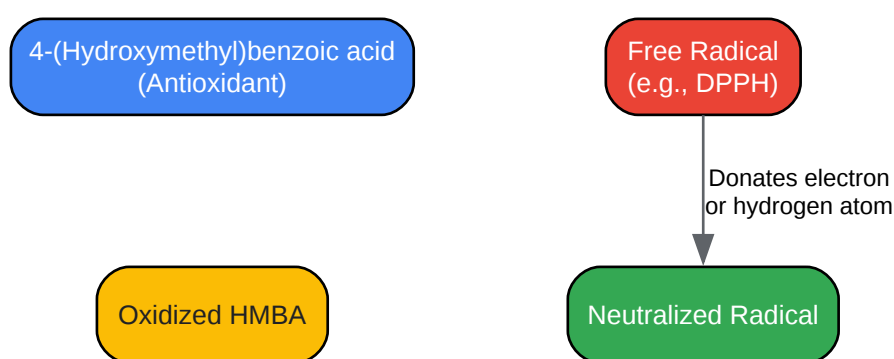 4-(Hydroxymethyl)benzoic acid
(Antioxidant)
Free Radical
(e.g., DPPH)
Donates electron
or hydrogen atom
Oxidized HMBA
Neutralized Radical